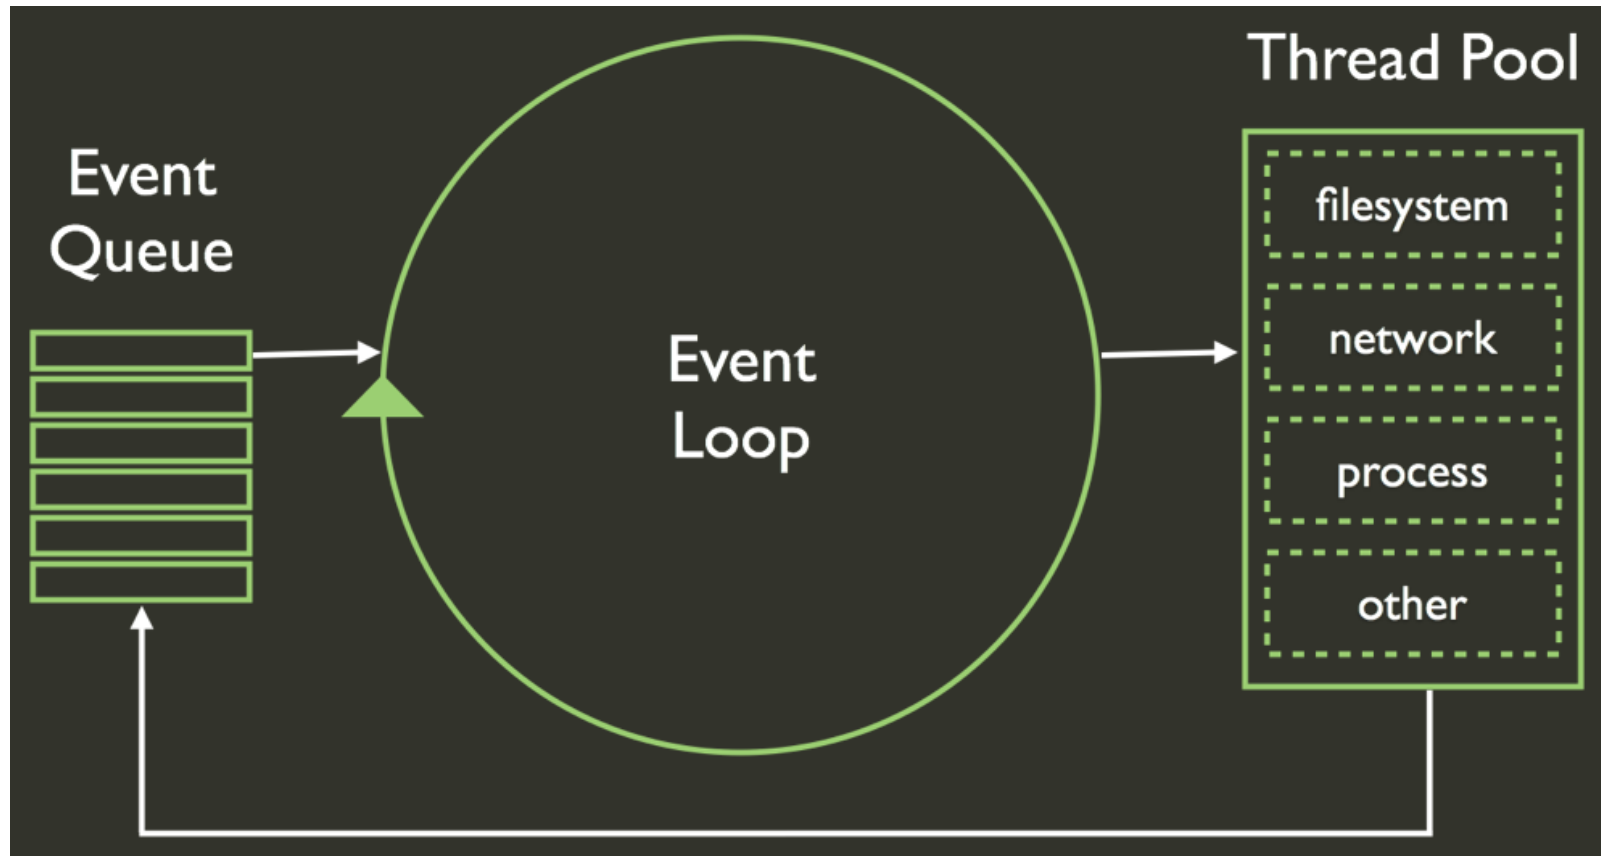 Event
Queue
Event
Loop
Thread Pool
filesystem
network
process
other